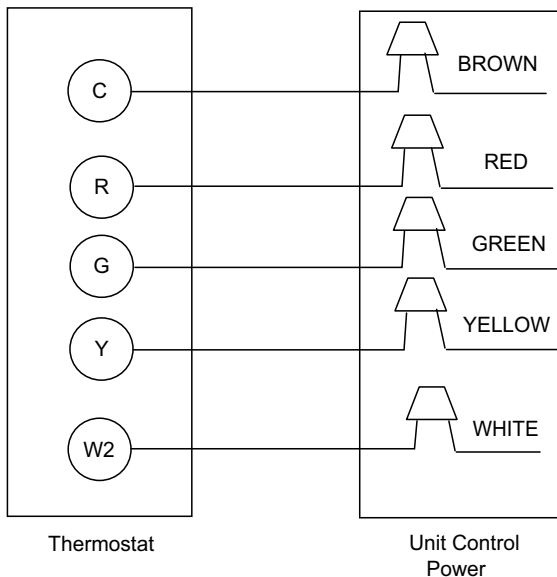 C
BROWN
R
RED
G
GREEN
Y
YELLOW
W2
WHITE
Thermostat
Unit Control
Power